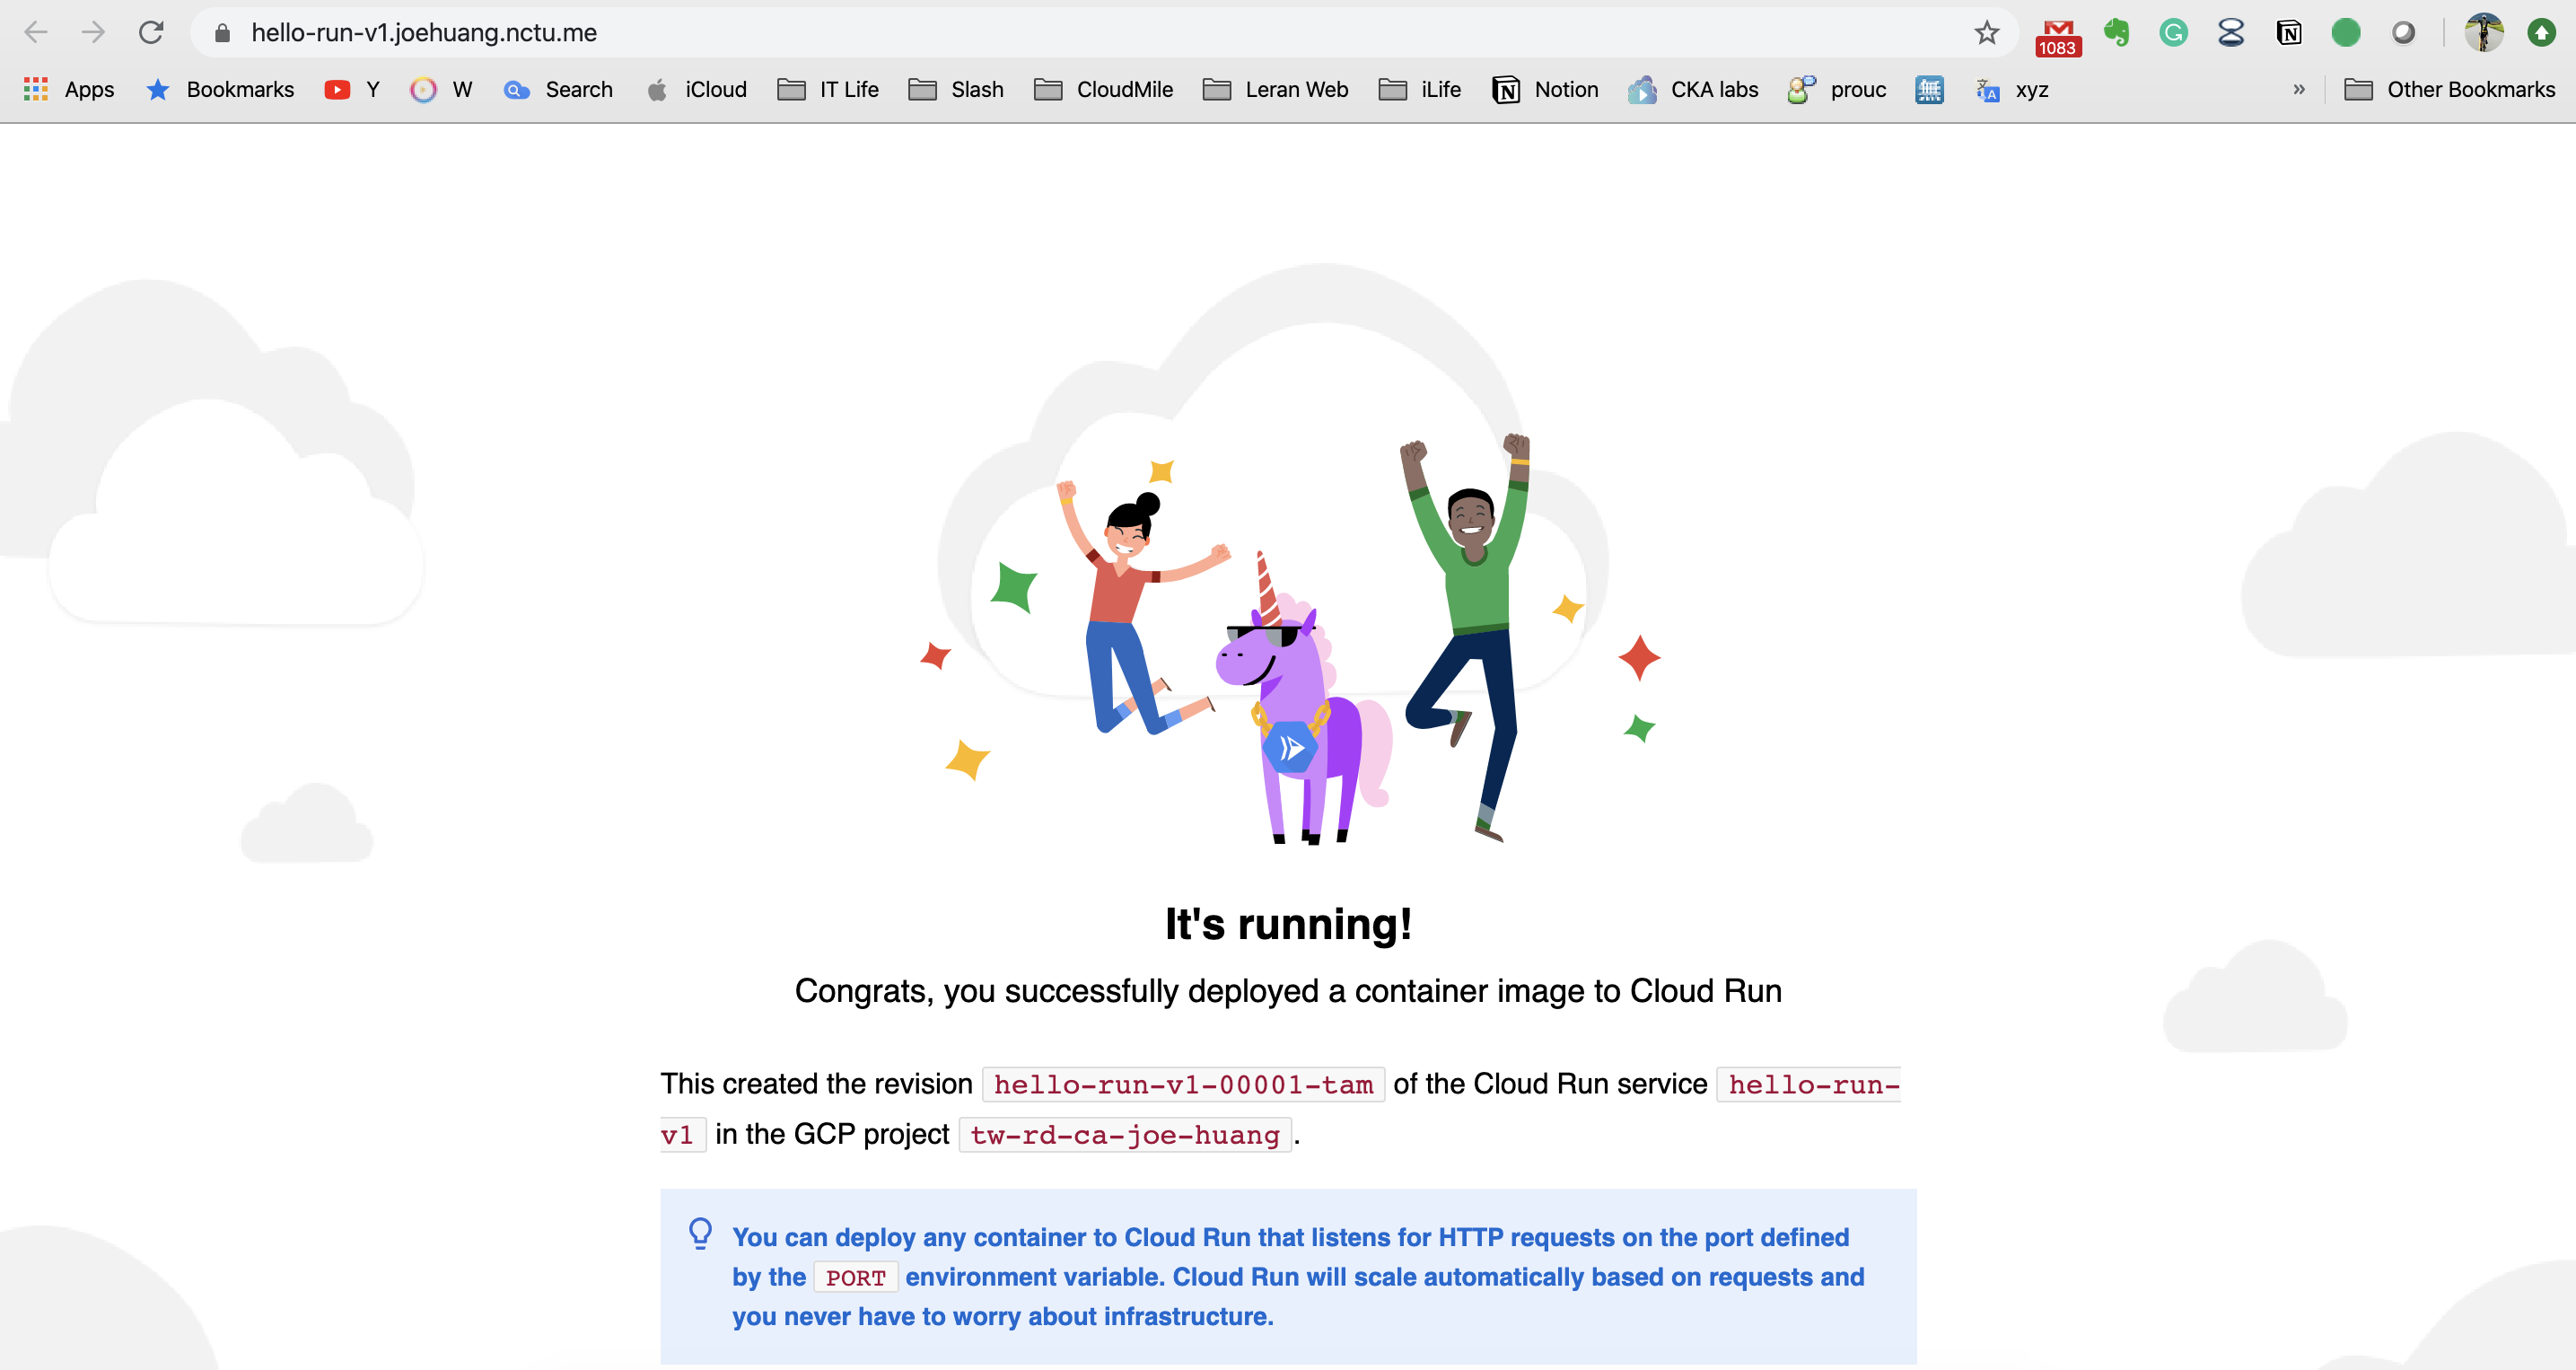 hello-run-v1.joehuang.nctu.me
1083
Apps Bookmarks Y W Search iCloud IT Life Slash CloudMile Leran Web iLife Notion CKA labs prouc xyz » Other Bookmarks
It's running!
Congrats, you successfully deployed a container image to Cloud Run
This created the revision hello-run-v1-00001-tam of the Cloud Run service hello-run-
v1 in the GCP project tw-rd-ca-joe-huang .
You can deploy any container to Cloud Run that listens for HTTP requests on the port defined
by the PORT environment variable. Cloud Run will scale automatically based on requests and
you never have to worry about infrastructure.